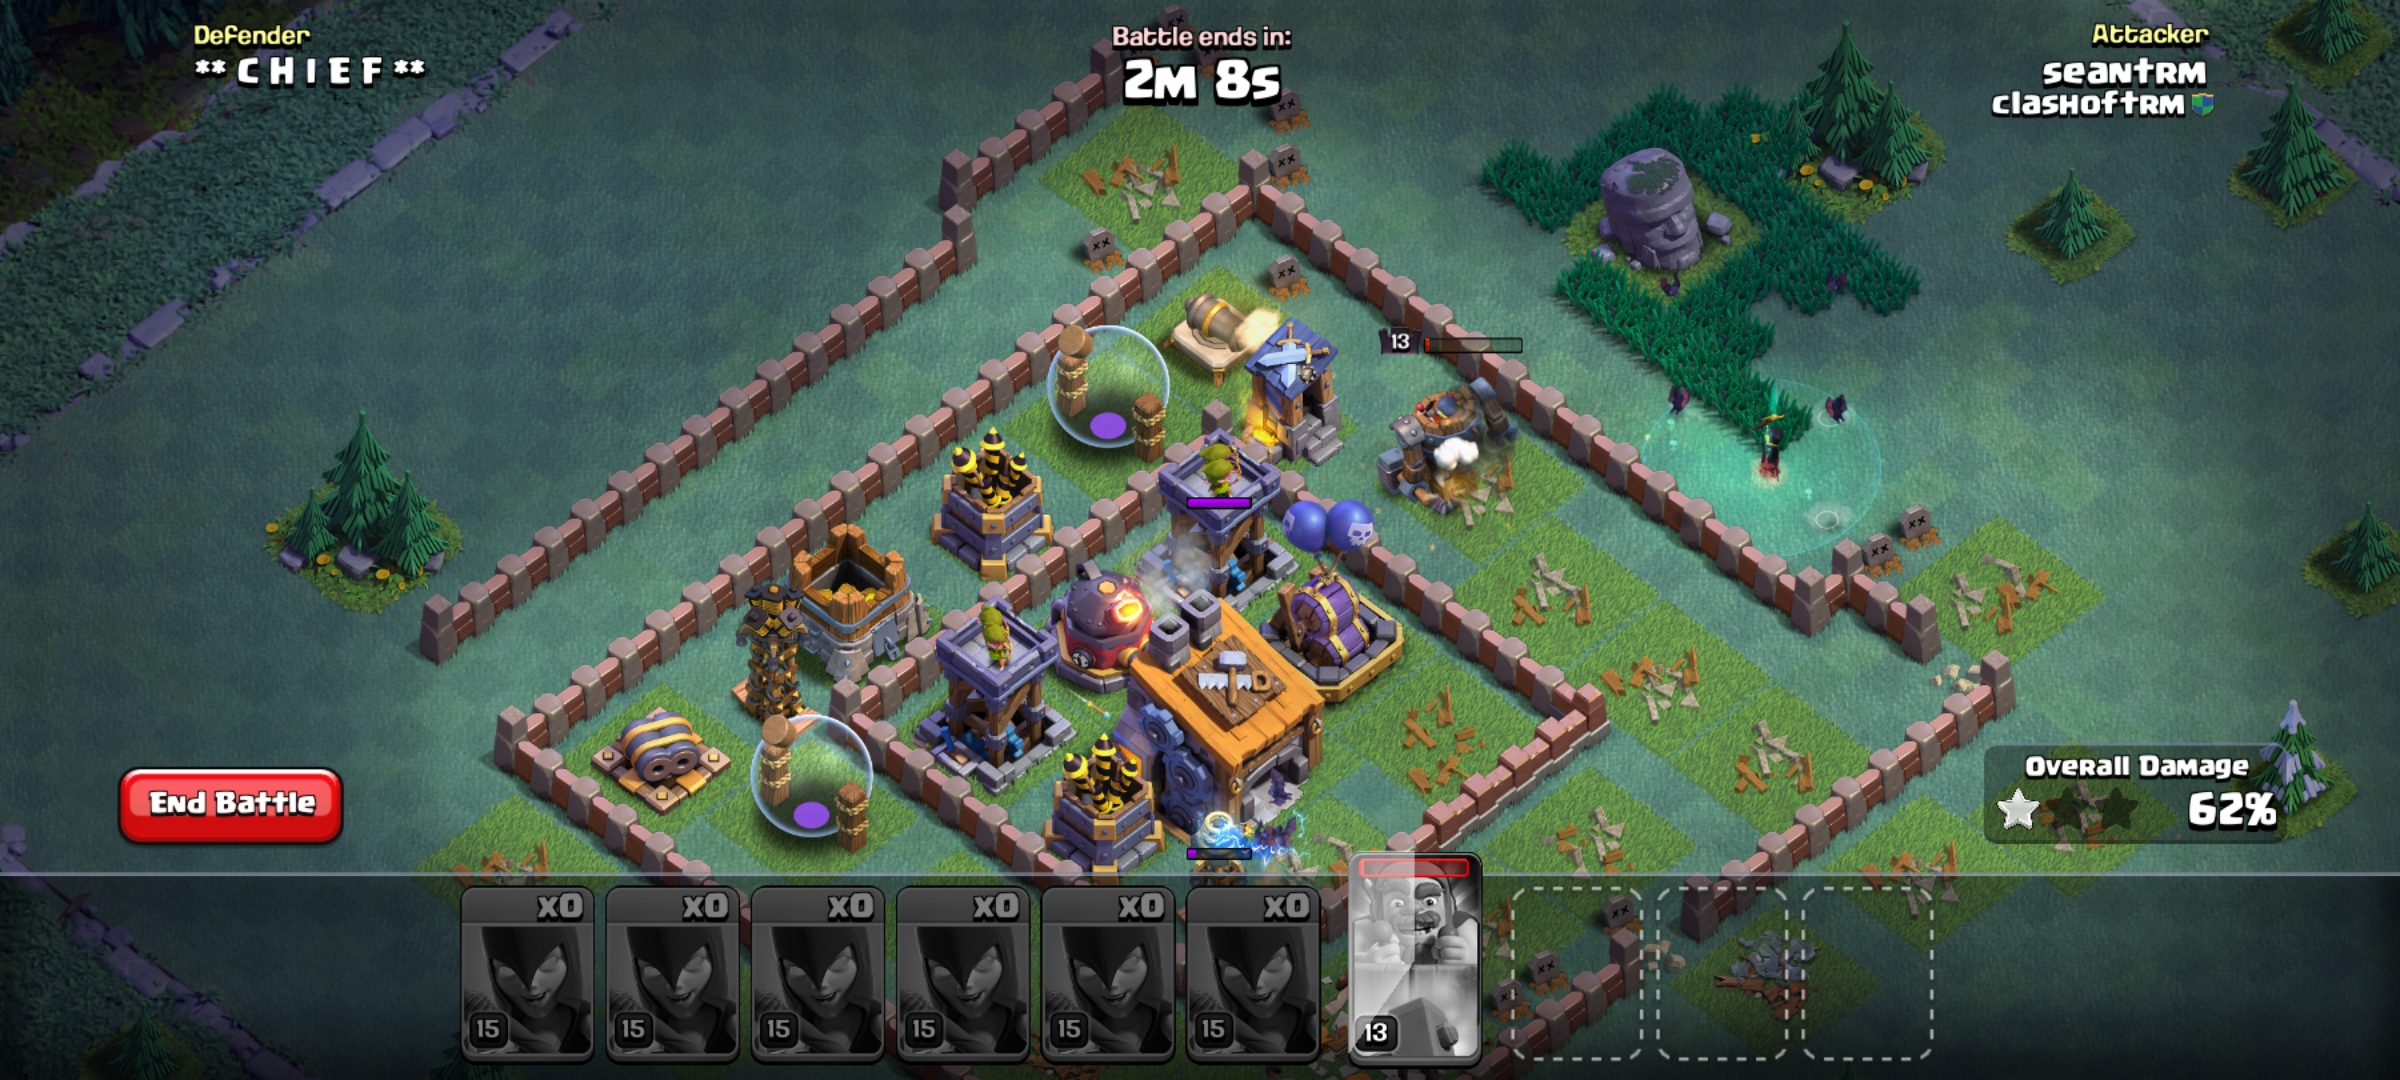 Defender
** C H I E F **
Battle ends in:
2M 8s
Attacker
seantRM
clashoftRM
13
End Battle
Overall Damage
62%
x0
x0
x0
x0
x0
x0
15
15
15
15
15
15
13